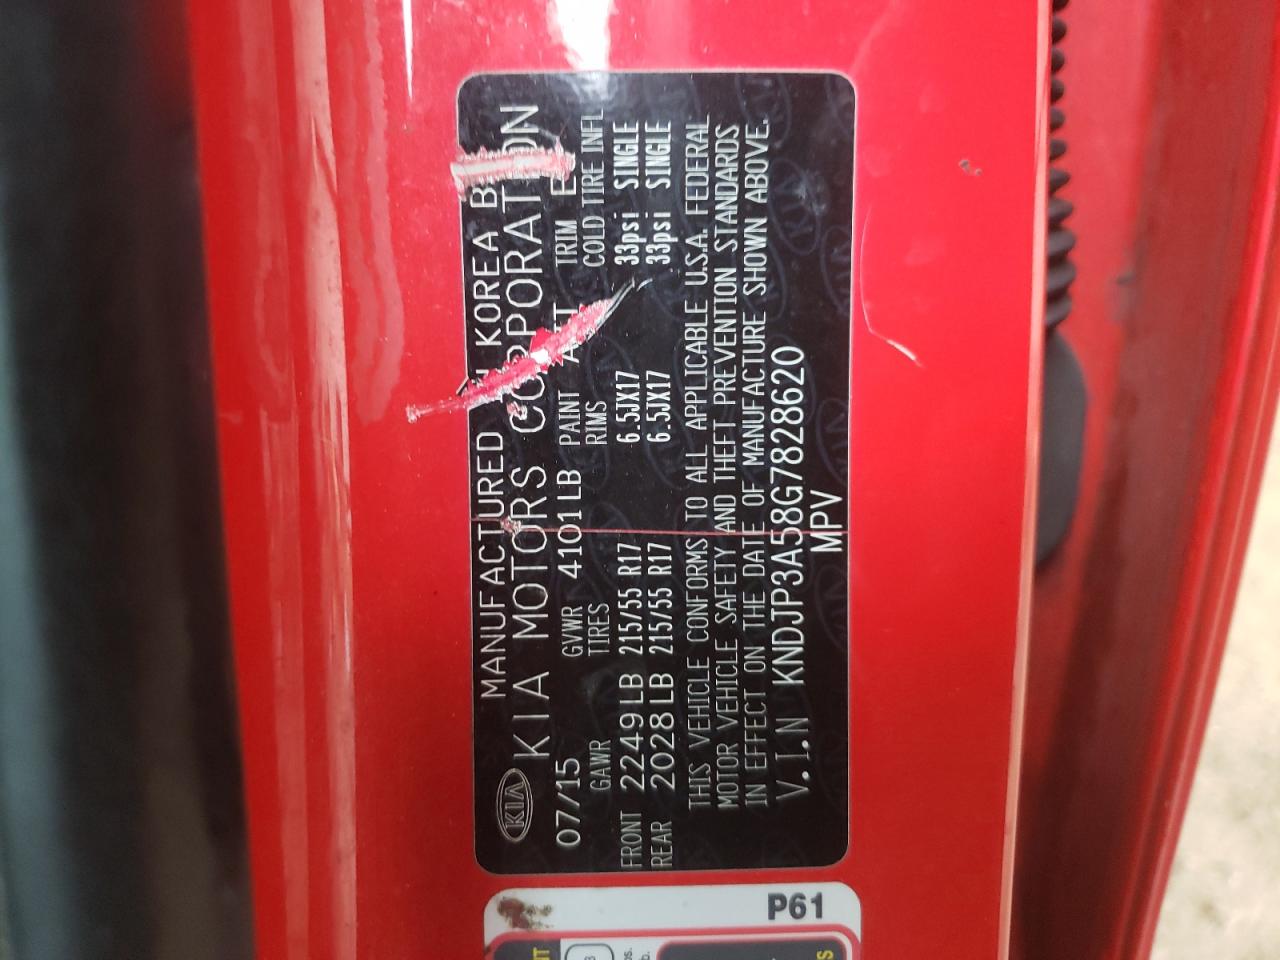 MANUFACTURED KOREA
KIA KIA MOTORS CORPORATION
07/15 GVWR 4101LB PAINT TRIM
GAWR TIRES RIMS COLD TIRE INFL
FRONT 2249LB 215/55 R17 6.5JX17 33psi SINGLE
REAR 2028LB 215/55 R17 6.5JX17 33psi SINGLE
THIS VEHICLE CONFORMS TO ALL APPLICABLE U.S.A. FEDERAL
MOTOR VEHICLE SAFETY AND THEFT PREVENTION STANDARDS
IN EFFECT ON THE DATE OF MANUFACTURE SHOWN ABOVE.
V.I.N KNDJP3A58G7828620
MPV
P61